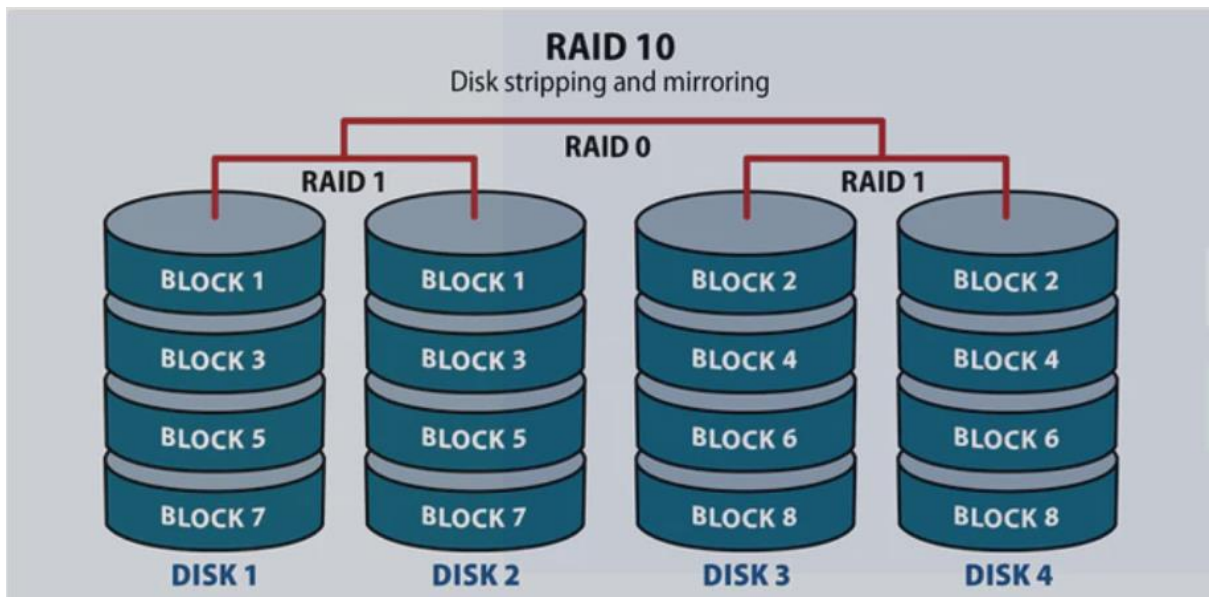 RAID 10
Disk stripping and mirroring
RAID 0
RAID 1 RAID 1
BLOCK 1 BLOCK 1 BLOCK 2 BLOCK 2
BLOCK 3 BLOCK 3 BLOCK 4 BLOCK 4
BLOCK 5 BLOCK 5 BLOCK 6 BLOCK 6
BLOCK 7 BLOCK 7 BLOCK 8 BLOCK 8
DISK 1 DISK 2 DISK 3 DISK 4